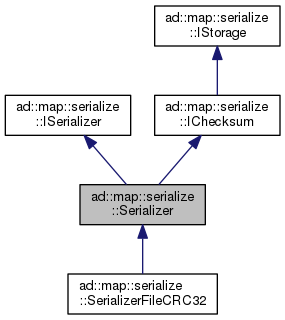 ad::map::serialize
::IStorage
ad::map::serialize
::ISerializer
ad::map::serialize
::IChecksum
ad::map::serialize
::Serializer
ad::map::serialize
::SerializerFileCRC32